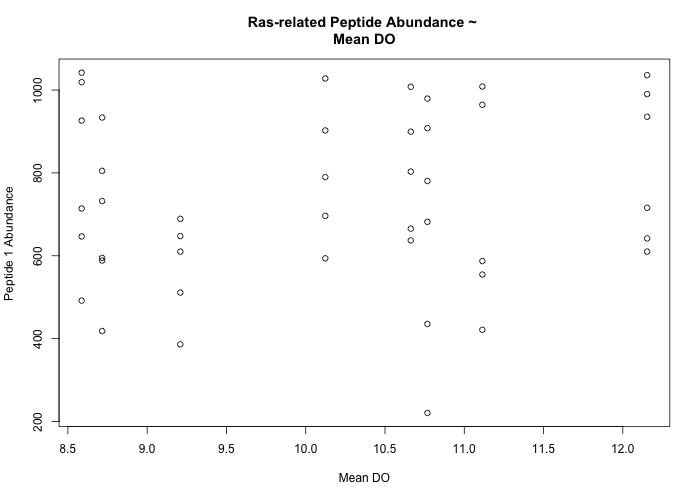 Ras-related Peptide Abundance ~
Mean DO
Peptide 1 Abundance
1000
800
600
400
200
8.5 9.0 9.5 10.0 10.5 11.0 11.5 12.0
Mean DO